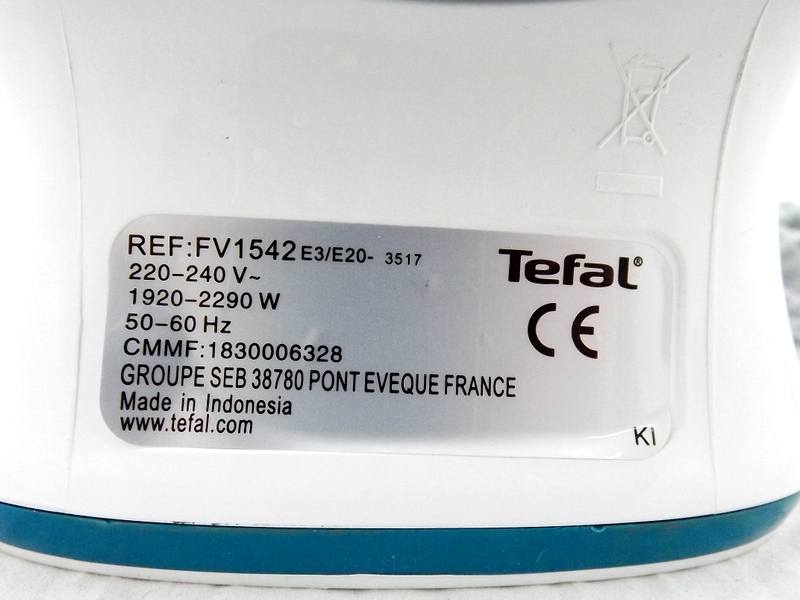 REF:FV1542 E3/E20- 3517
220-240 V~
1920-2290 W
50-60 Hz
CMMF:1830006328
GROUPE SEB 38780 PONT EVEQUE FRANCE
Made in Indonesia
www.tefal.com
Tefal®
CE
KI